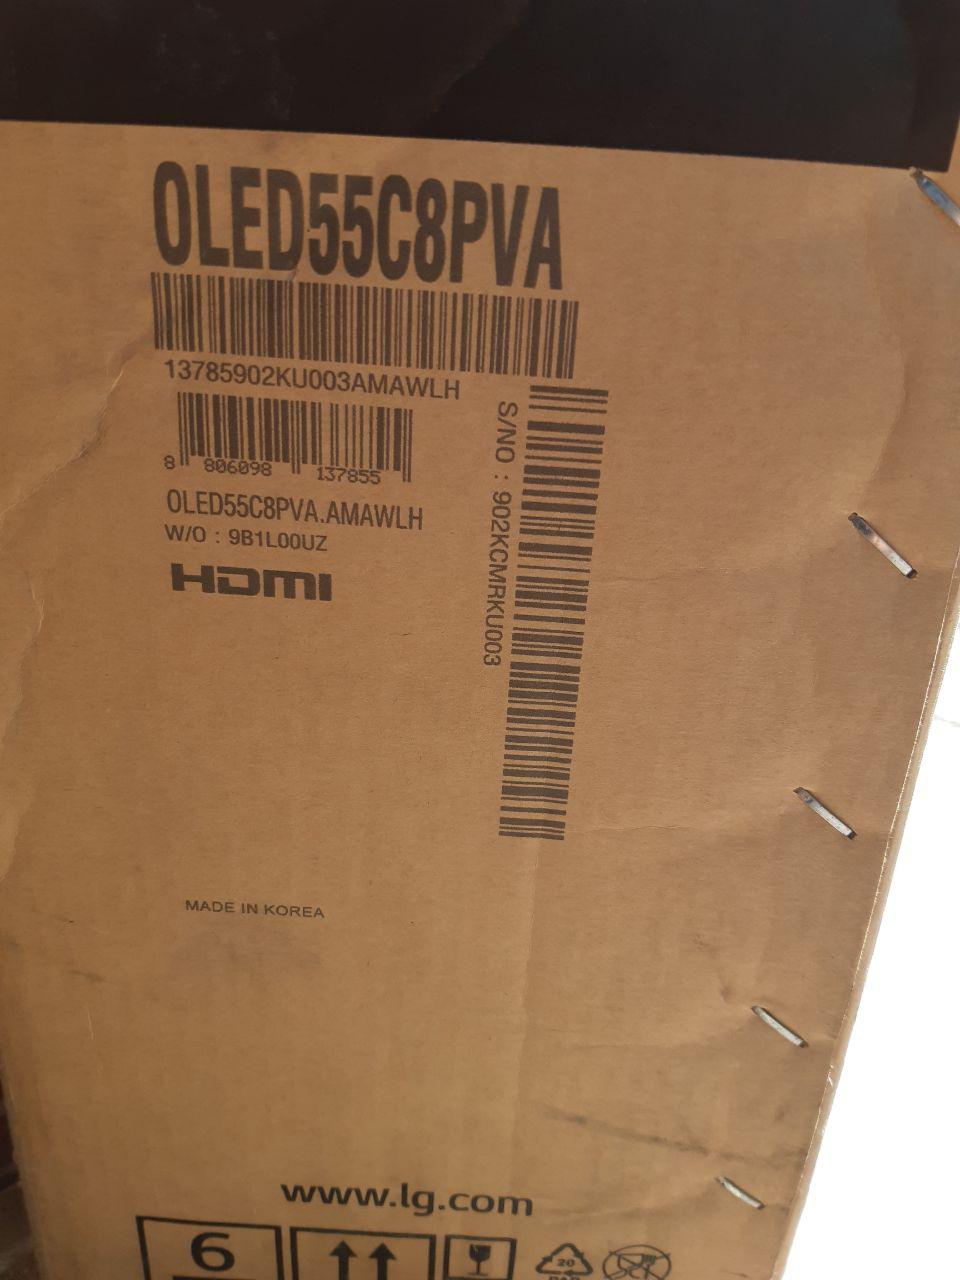 OLED55C8PVA
13785902KU003AMAWLH
8 806098 137855
OLED55C8PVA.AMAWLH
W/O : 9B1L00UZ
HDMI
S/NO : 902KCMRKU003
MADE IN KOREA
www.lg.com
6
20
PAP